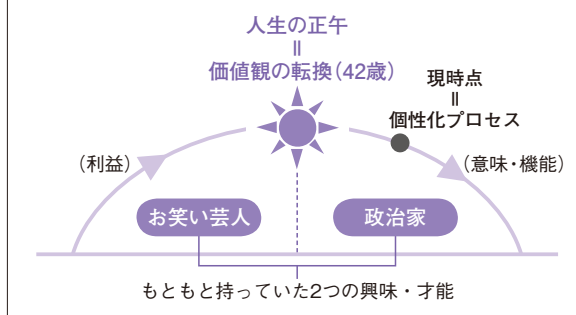 人生の正午
＝
価値観の転換(42歳)
現時点
＝
個性化プロセス
(利益)
(意味・機能)
お笑い芸人
政治家
もともと持っていた2つの興味・才能